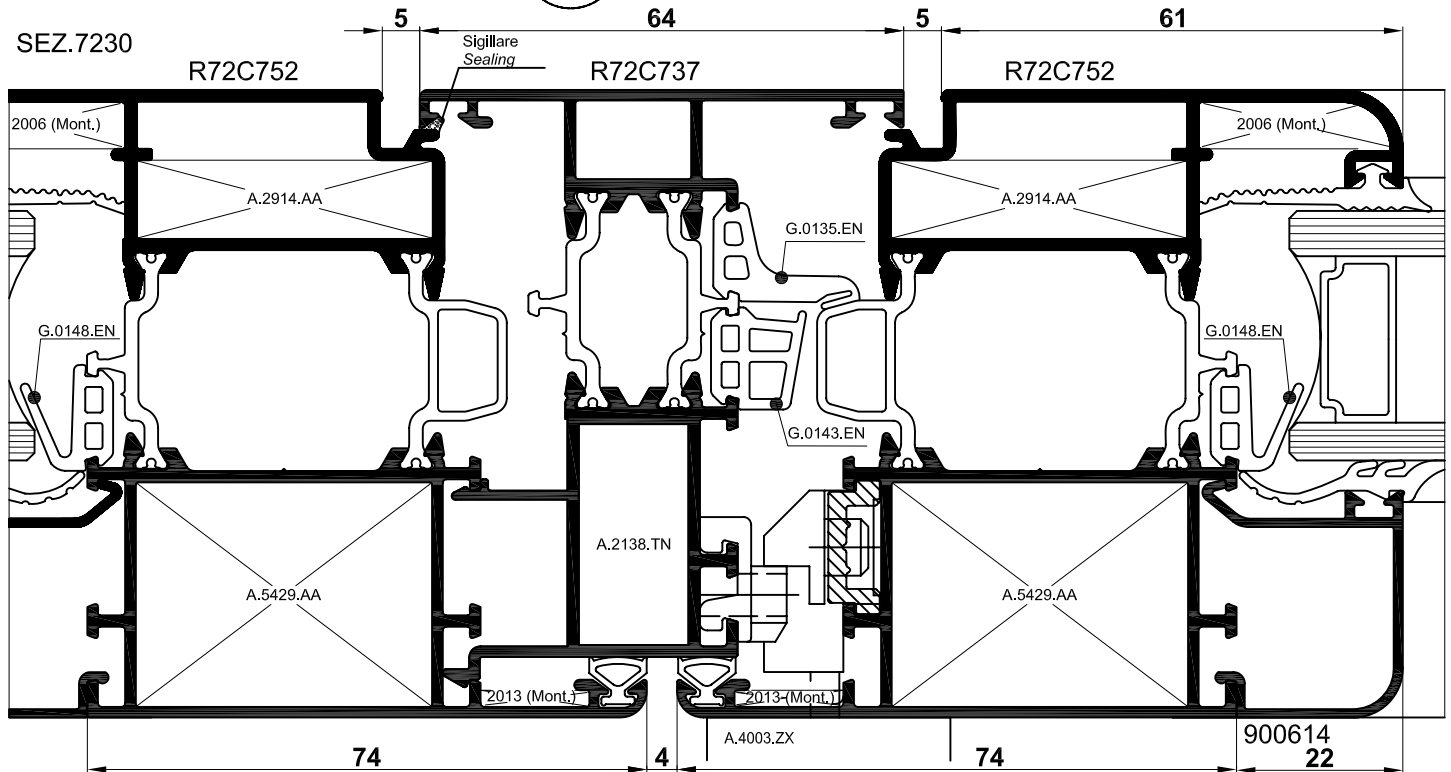 5 64 5 61
SEZ.7230
Sigillare
Sealing
R72C752 R72C737 R72C752
2006 (Mont.) 2006 (Mont.)
A.2914.AA A.2914.AA
G.0135.EN
G.0148.EN G.0148.EN
G.0143.EN
A.2138.TN
A.5429.AA A.5429.AA
2013 (Mont.) 2013 (Mont.)
A.4003.ZX 900614
74 4 74 22